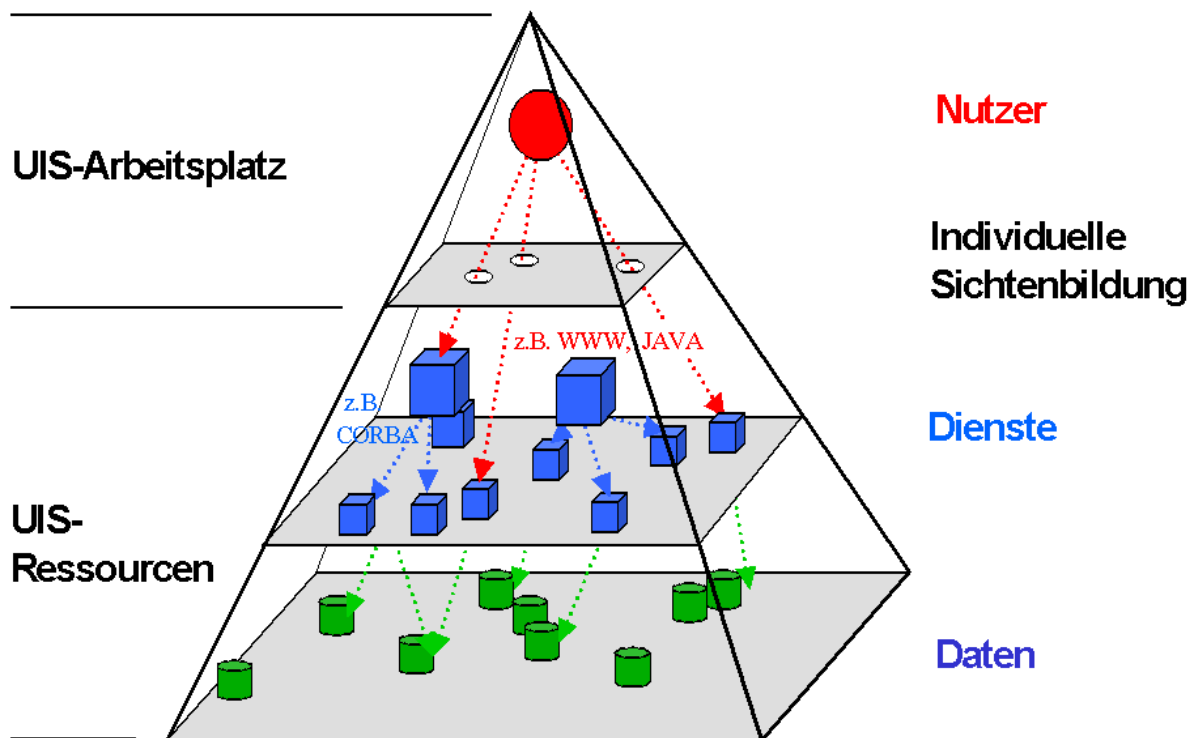 Nutzer
UIS-Arbeitsplatz
Individuelle
Sichtenbildung
z.B. WWW, JAVA
z.B.
CORBA
Dienste
UIS-
Ressourcen
Daten